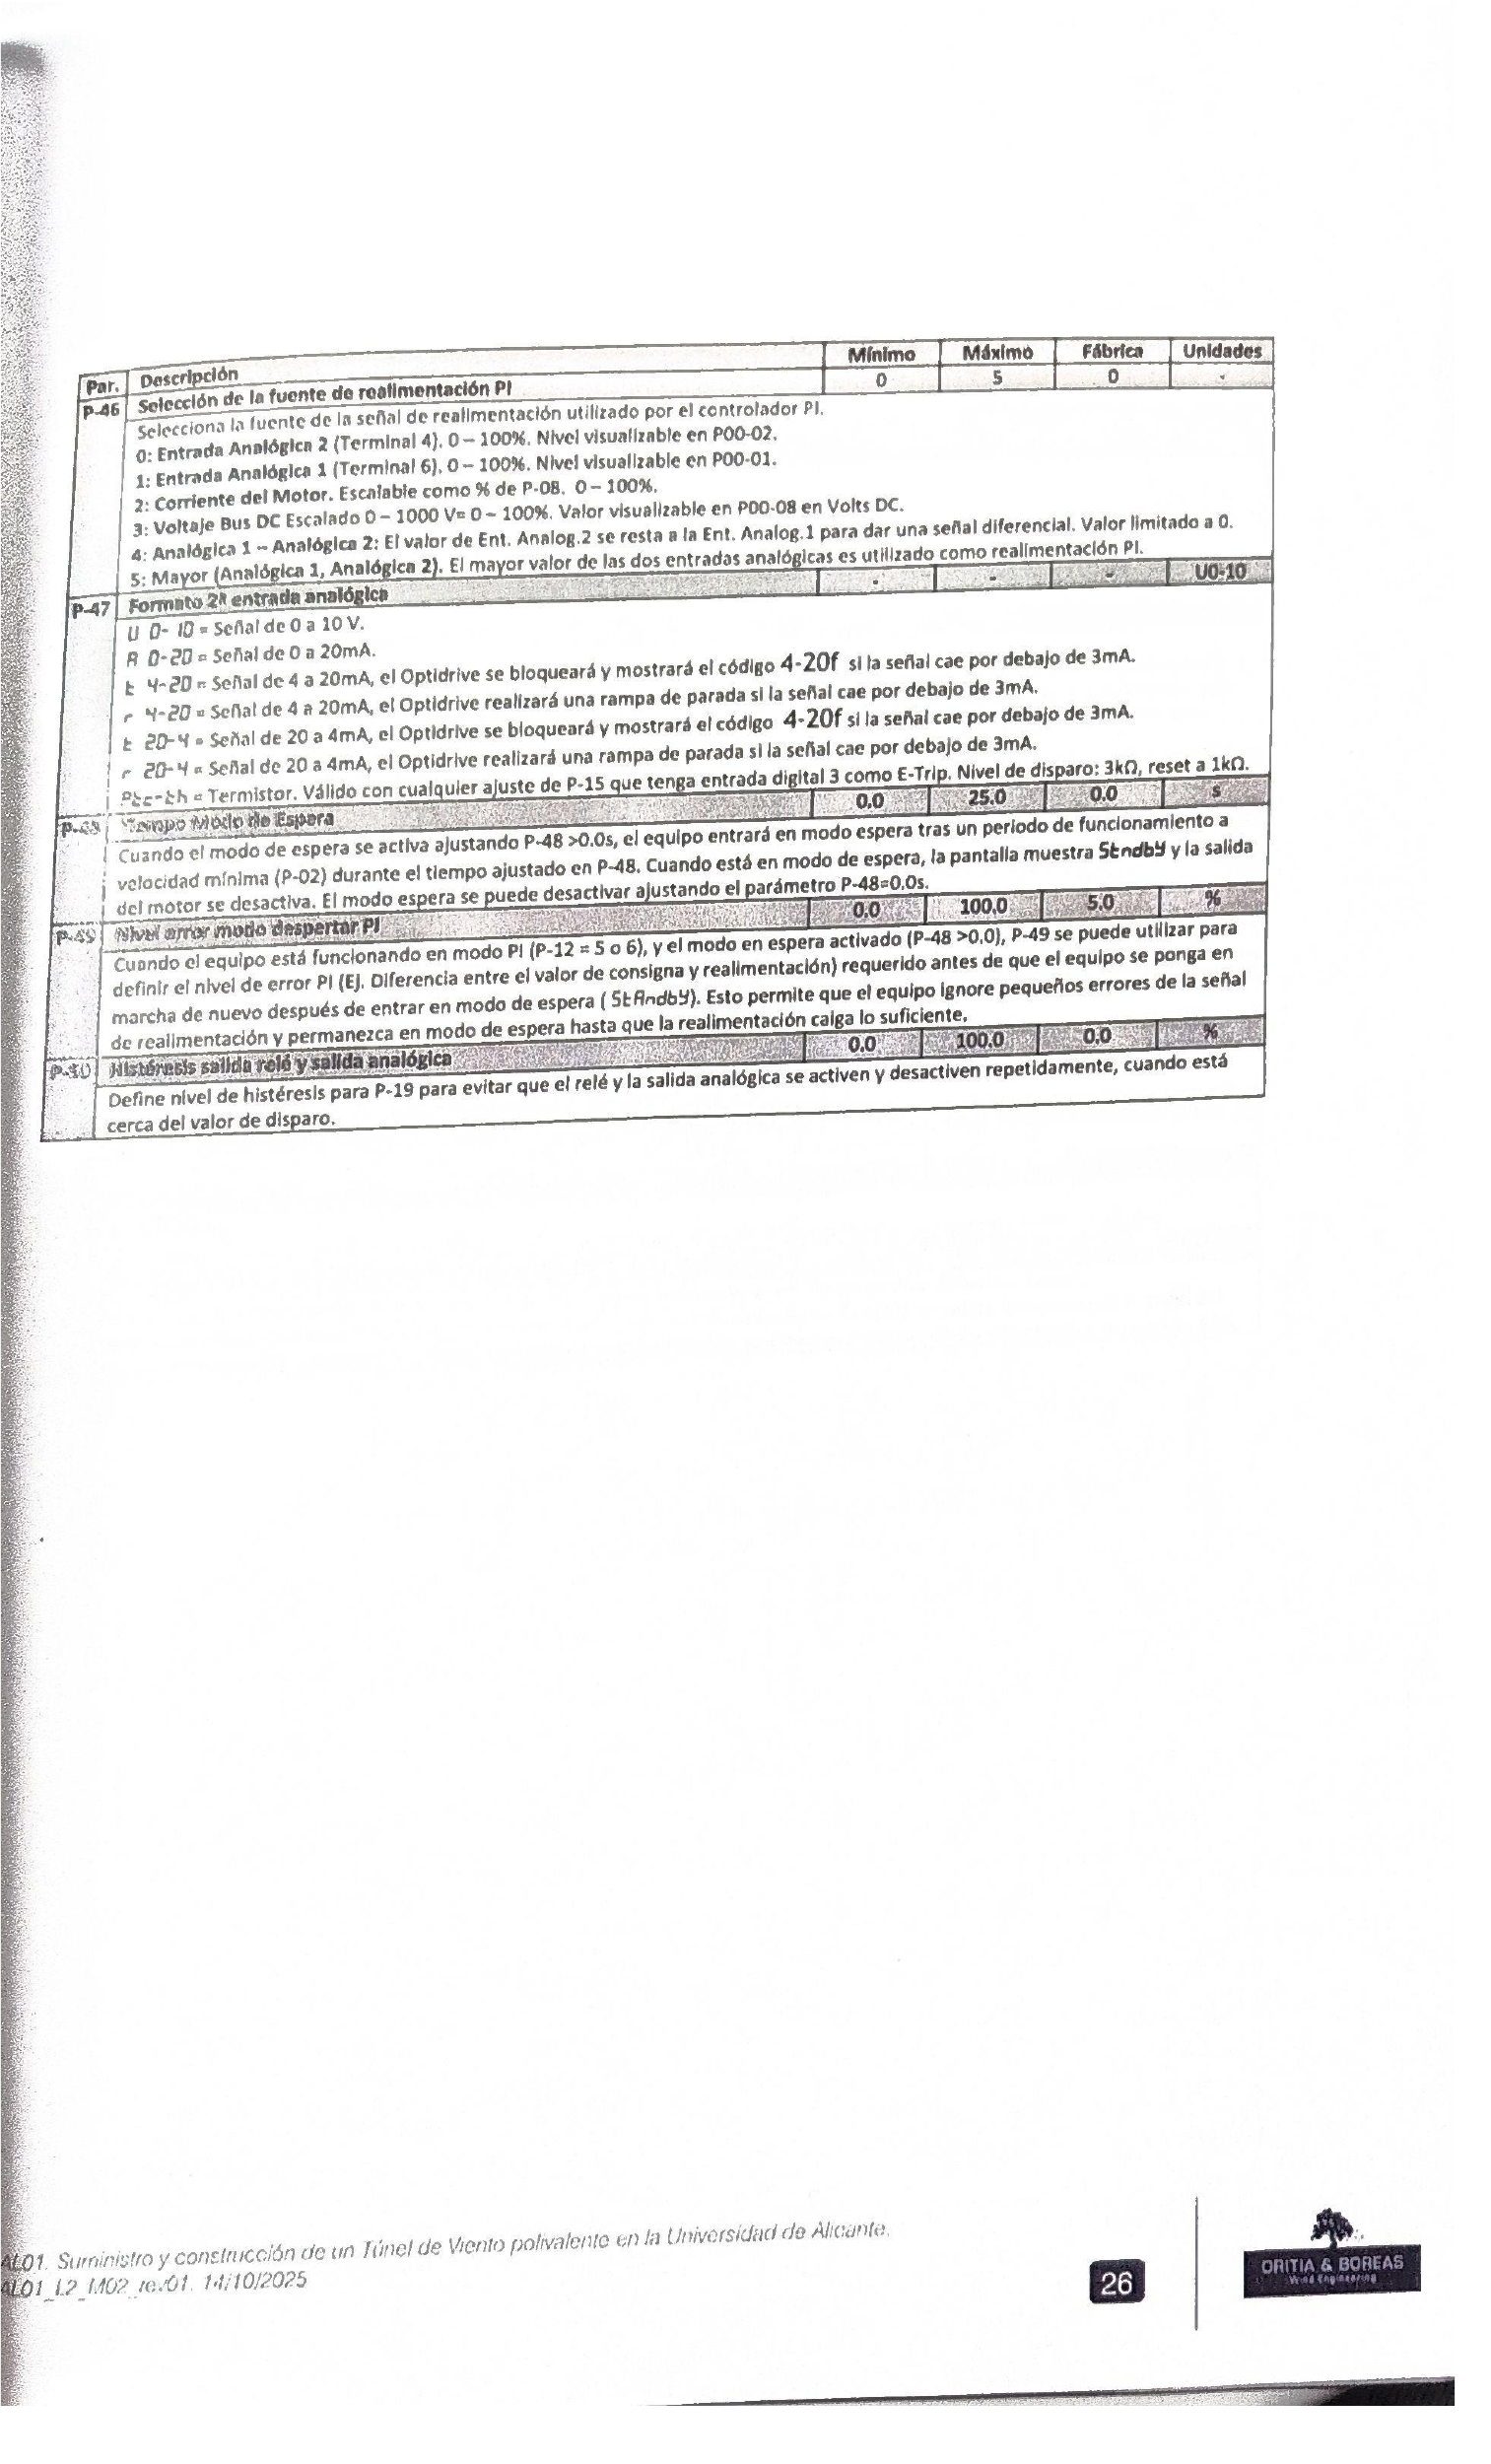 Par. Descripción Mínimo Máximo Fábrica Unidades
P-46 Selección de la fuente de realimentación PI 0 5 0 -
Selecciona la fuente de la señal de realimentación utilizado por el controlador PI.
0: Entrada Analógica 2 (Terminal 4). 0 – 100%. Nivel visualizable en P00-02.
1: Entrada Analógica 1 (Terminal 6). 0 – 100%. Nivel visualizable en P00-01.
2: Corriente del Motor. Escalable como % de P-08. 0 – 100%.
3: Voltaje Bus DC Escalado 0 – 1000 V= 0 – 100%. Valor visualizable en P00-08 en Volts DC.
4: Analógica 1 – Analógica 2: El valor de Ent. Analog.2 se resta a la Ent. Analog.1 para dar una señal diferencial. Valor limitado a 0.
5: Mayor (Analógica 1, Analógica 2). El mayor valor de las dos entradas analógicas es utilizado como realimentación PI.
P-47 Formato 2ª entrada analógica - - - U0-10
U 0-10 = Señal de 0 a 10 V.
A 0-20 = Señal de 0 a 20mA.
t 4-20 = Señal de 4 a 20mA, el Optidrive se bloqueará y mostrará el código 4-20f si la señal cae por debajo de 3mA.
r 4-20 = Señal de 4 a 20mA, el Optidrive realizará una rampa de parada si la señal cae por debajo de 3mA.
t 20-4 = Señal de 20 a 4mA, el Optidrive se bloqueará y mostrará el código 4-20f si la señal cae por debajo de 3mA.
r 20-4 = Señal de 20 a 4mA, el Optidrive realizará una rampa de parada si la señal cae por debajo de 3mA.
Ptc-th = Termistor. Válido con cualquier ajuste de P-15 que tenga entrada digital 3 como E-Trip. Nivel de disparo: 3kΩ, reset a 1kΩ.
P-48 Tiempo Modo de Espera 0.0 25.0 0.0 s
Cuando el modo de espera se activa ajustando P-48 >0.0s, el equipo entrará en modo espera tras un periodo de funcionamiento a
velocidad mínima (P-02) durante el tiempo ajustado en P-48. Cuando está en modo de espera, la pantalla muestra Stndby y la salida
del motor se desactiva. El modo espera se puede desactivar ajustando el parámetro P-48=0.0s.
P-49 Nivel error modo despertar PI 0.0 100.0 5.0 %
Cuando el equipo está funcionando en modo PI (P-12 = 5 o 6), y el modo en espera activado (P-48 >0.0), P-49 se puede utilizar para
definir el nivel de error PI (Ej. Diferencia entre el valor de consigna y realimentación) requerido antes de que el equipo se ponga en
marcha de nuevo después de entrar en modo de espera ( StAndby). Esto permite que el equipo ignore pequeños errores de la señal
de realimentación y permanezca en modo de espera hasta que la realimentación caiga lo suficiente.
P-50 Histéresis salida relé y salida analógica 0.0 100.0 0.0 %
Define nivel de histéresis para P-19 para evitar que el relé y la salida analógica se activen y desactiven repetidamente, cuando está
cerca del valor de disparo.
AL01. Suministro y construcción de un Túnel de Viento polivalente en la Universidad de Alicante.
AL01_L2_M02_rev01. 14/10/2025
26
ORITIA & BOREAS
Wind Engineering